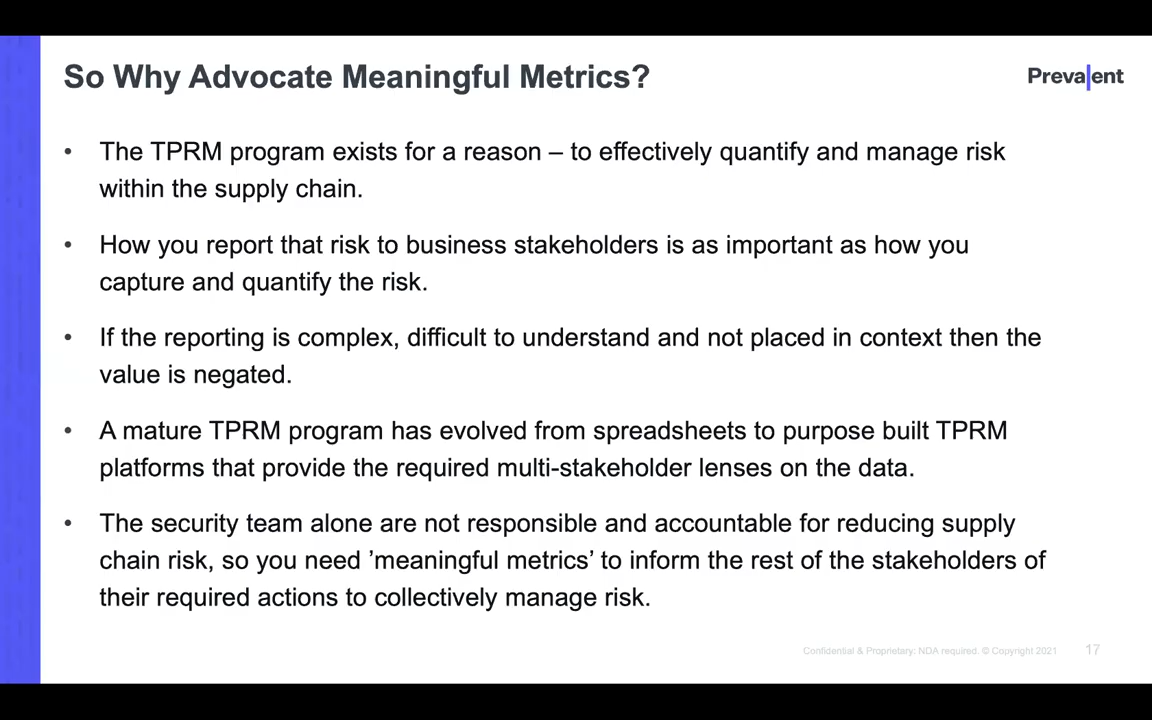 So Why Advocate Meaningful Metrics?
Prevalent
• The TPRM program exists for a reason – to effectively quantify and manage risk
within the supply chain.
• How you report that risk to business stakeholders is as important as how you
capture and quantify the risk.
• If the reporting is complex, difficult to understand and not placed in context then the
value is negated.
• A mature TPRM program has evolved from spreadsheets to purpose built TPRM
platforms that provide the required multi-stakeholder lenses on the data.
• The security team alone are not responsible and accountable for reducing supply
chain risk, so you need ’meaningful metrics’ to inform the rest of the stakeholders of
their required actions to collectively manage risk.
Confidential & Proprietary: NDA required. © Copyright 2021
17